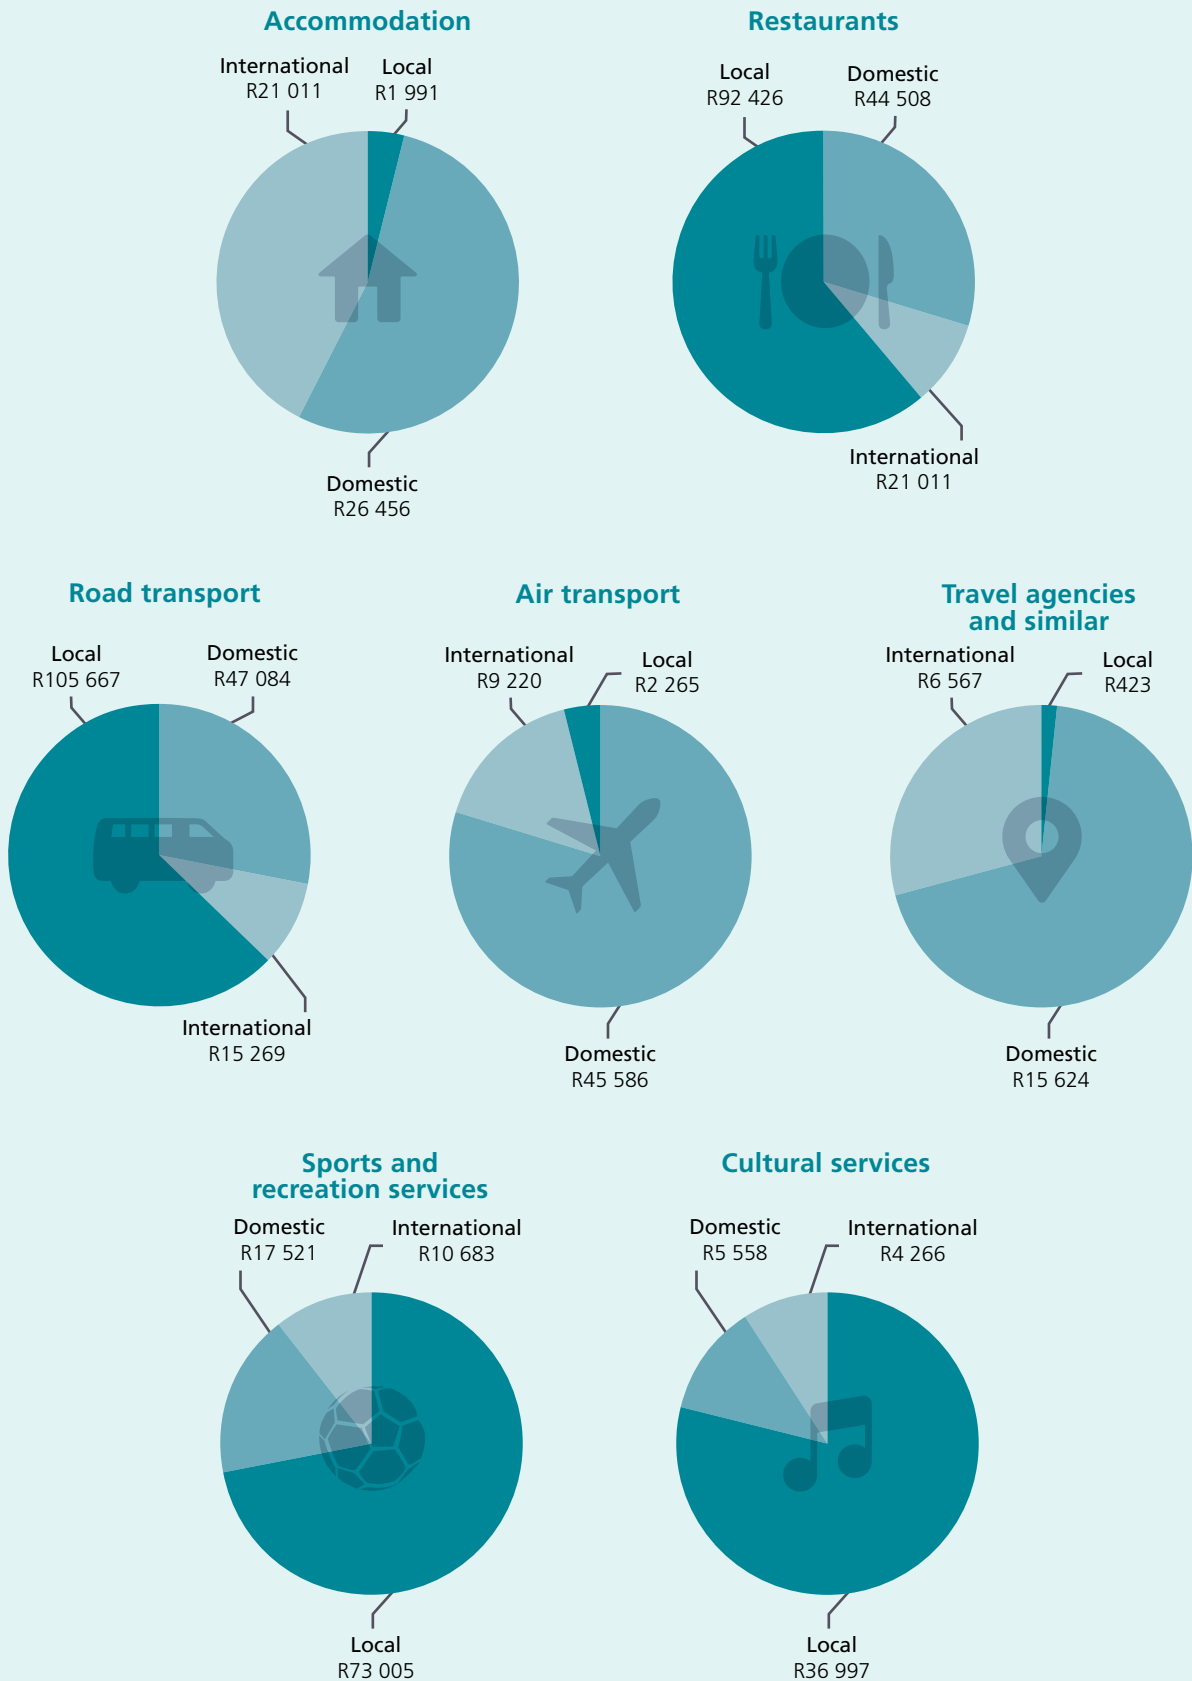 Accommodation
International
R21 011
Local
R1 991
Domestic
R26 456
Restaurants
Local
R92 426
Domestic
R44 508
International
R21 011
Road transport
Local
R105 667
Domestic
R47 084
International
R15 269
Air transport
International
R9 220
Local
R2 265
Domestic
R45 586
Travel agencies
and similar
International
R6 567
Local
R423
Domestic
R15 624
Sports and
recreation services
Domestic
R17 521
International
R10 683
Local
R73 005
Cultural services
Domestic
R5 558
International
R4 266
Local
R36 997